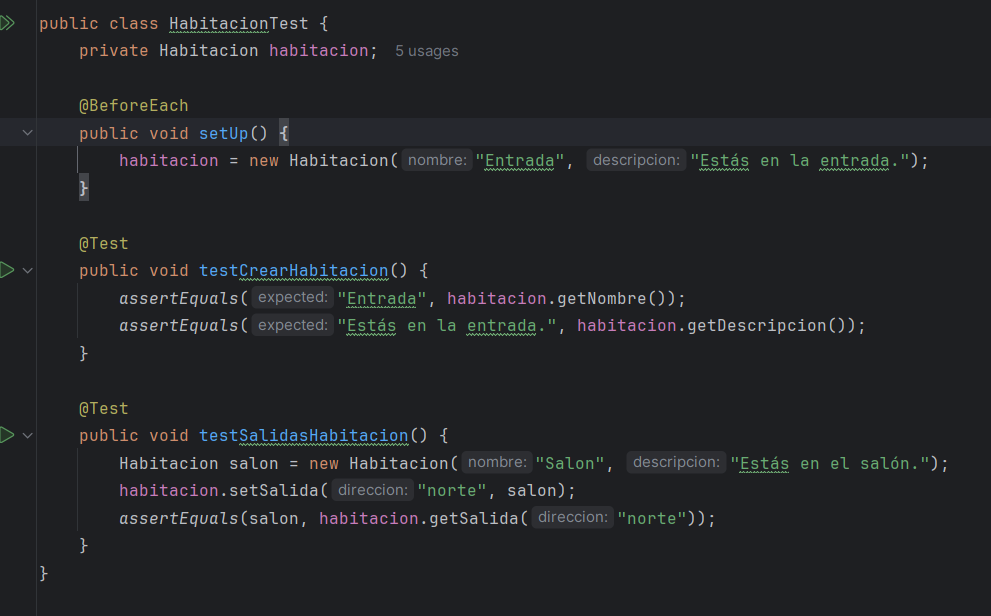 public class HabitacionTest {
private Habitacion habitacion; 5 usages
@BeforeEach
public void setUp() {
habitacion = new Habitacion( nombre: "Entrada", descripcion: "Estás en la entrada.");
}
@Test
public void testCrearHabitacion() {
assertEquals( expected: "Entrada", habitacion.getNombre());
assertEquals( expected: "Estás en la entrada.", habitacion.getDescripcion());
}
@Test
public void testSalidasHabitacion() {
Habitacion salon = new Habitacion( nombre: "Salon", descripcion: "Estás en el salón.");
habitacion.setSalida( direccion: "norte", salon);
assertEquals(salon, habitacion.getSalida( direccion: "norte"));
}
}